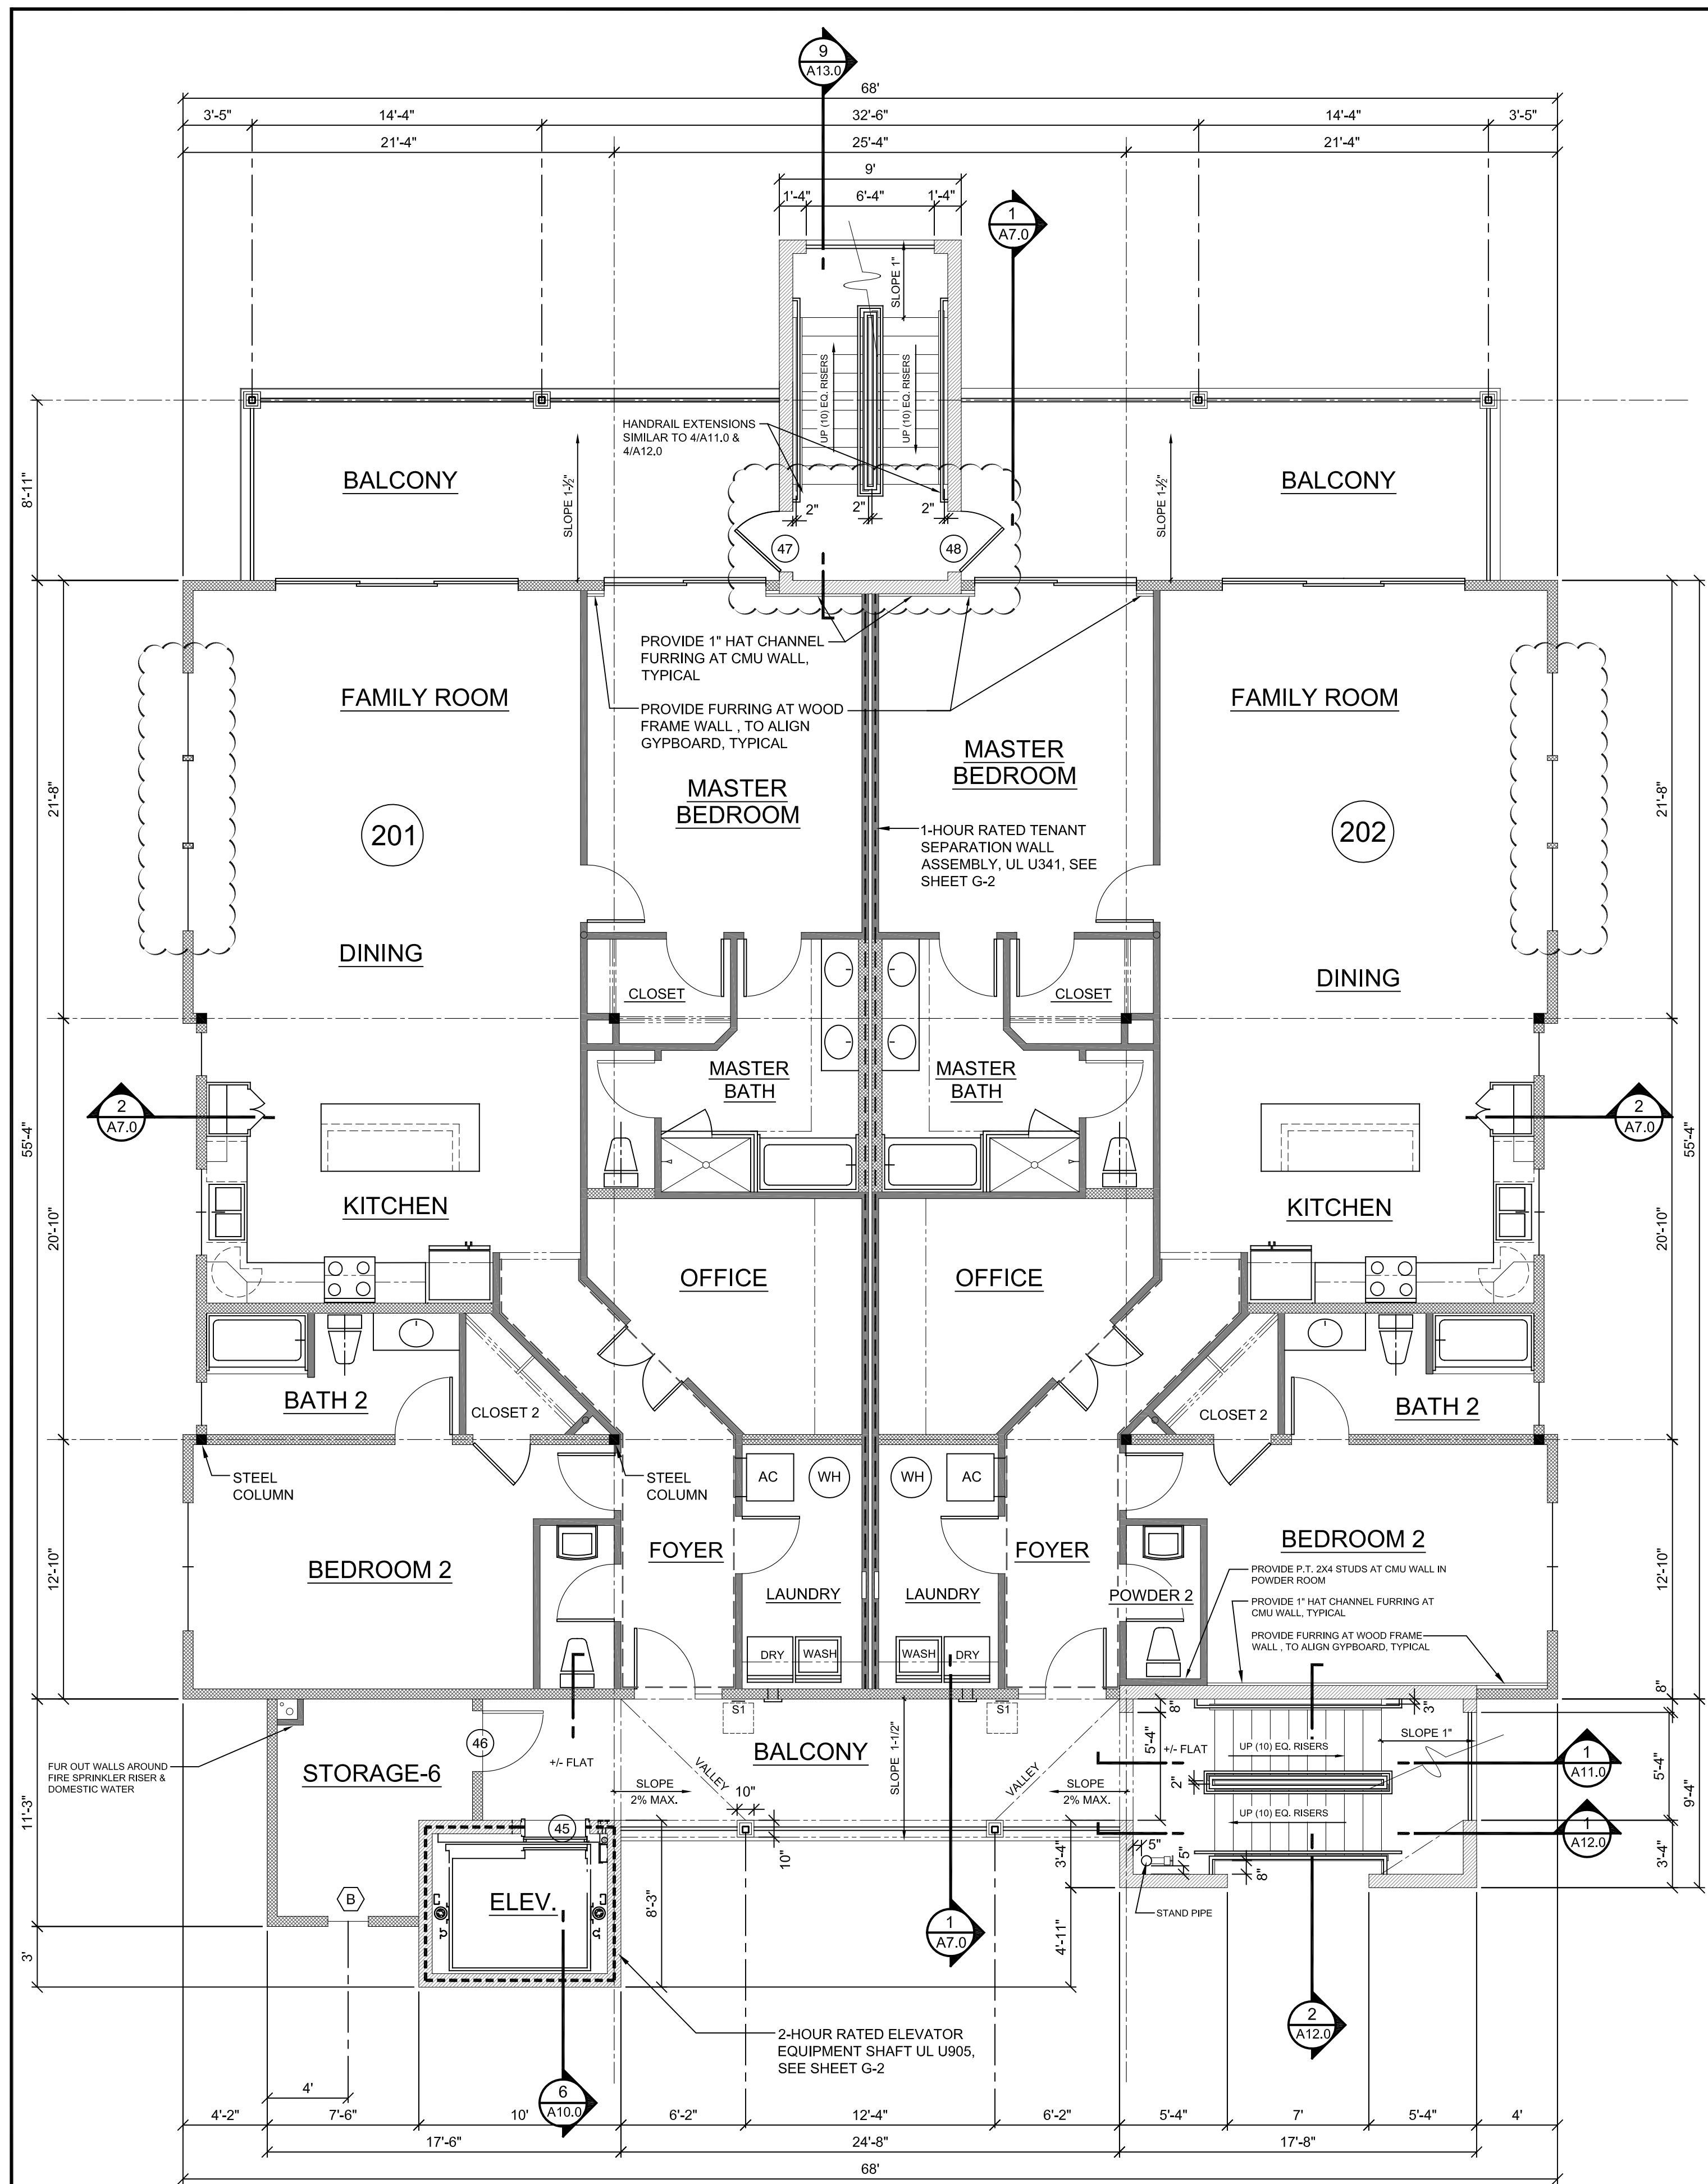 9
A13.0
68'
3'-5"
14'-4"
32'-6"
14'-4"
3'-5"
21'-4"
25'-4"
21'-4"
9'
1'-4"
6'-4"
1'-4"
1
A7.0
SLOPE 1"
UP (10) EQ. RISERS
UP (10) EQ. RISERS
HANDRAIL EXTENSIONS
SIMILAR TO 4/A11.0 &
4/A12.0
8'-11"
BALCONY
SLOPE 1-½"
2"
2"
2"
SLOPE 1-½"
BALCONY
47
48
PROVIDE 1" HAT CHANNEL
FURRING AT CMU WALL,
TYPICAL
PROVIDE FURRING AT WOOD
FRAME WALL , TO ALIGN
GYPBOARD, TYPICAL
FAMILY ROOM
FAMILY ROOM
MASTER
BEDROOM
MASTER
BEDROOM
21'-8"
21'-8"
201
202
1-HOUR RATED TENANT
SEPARATION WALL
ASSEMBLY, UL U341, SEE
SHEET G-2
DINING
DINING
CLOSET
CLOSET
MASTER
BATH
MASTER
BATH
2
A7.0
2
A7.0
55'-4"
55'-4"
20'-10"
20'-10"
KITCHEN
KITCHEN
OFFICE
OFFICE
BATH 2
CLOSET 2
CLOSET 2
BATH 2
STEEL
COLUMN
STEEL
COLUMN
AC
WH
WH
AC
12'-10"
BEDROOM 2
FOYER
LAUNDRY
LAUNDRY
FOYER
POWDER 2
BEDROOM 2
12'-10"
PROVIDE P.T. 2X4 STUDS AT CMU WALL IN
POWDER ROOM
PROVIDE 1" HAT CHANNEL FURRING AT
CMU WALL, TYPICAL
PROVIDE FURRING AT WOOD FRAME
WALL , TO ALIGN GYPBOARD, TYPICAL
DRY
WASH
WASH
DRY
8"
S1
S1
8"
3"
FUR OUT WALLS AROUND
FIRE SPRINKLER RISER &
DOMESTIC WATER
46
STORAGE-6
+/- FLAT
VALLEY
BALCONY
SLOPE 1-1/2"
VALLEY
SLOPE
2% MAX.
10"
10"
SLOPE
2% MAX.
5'-4"
+/- FLAT
2"
UP (10) EQ. RISERS
UP (10) EQ. RISERS
SLOPE 1"
1
A11.0
5'-4"
9'-4"
1
A12.0
3'-4"
11'-3"
45
ELEV.
B
8'-3"
3'-4"
4'-11"
5"
5"
8"
STAND PIPE
1
A7.0
3'
2
A12.0
2-HOUR RATED ELEVATOR
EQUIPMENT SHAFT UL U905,
SEE SHEET G-2
6
A10.0
4'
4'-2"
7'-6"
10'
6'-2"
12'-4"
6'-2"
5'-4"
7'
5'-4"
4'
17'-6"
24'-8"
17'-8"
68'